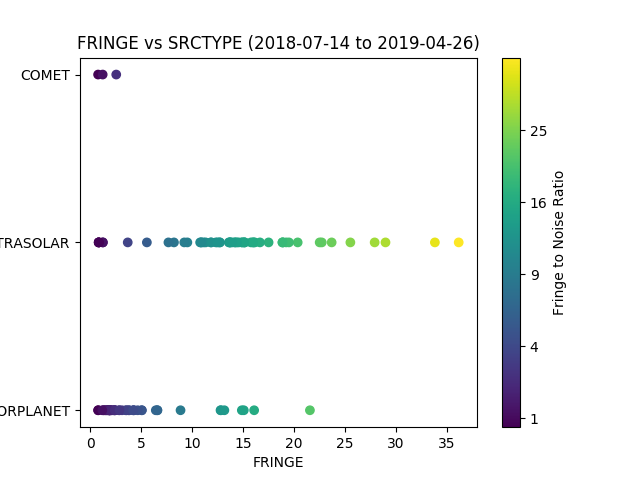 FRINGE vs SRCTYPE (2018-07-14 to 2019-04-26)
COMET
TRASOLAR
ORPLANET
0 5 10 15 20 25 30 35
FRINGE
25
16
9
4
1
Fringe to Noise Ratio